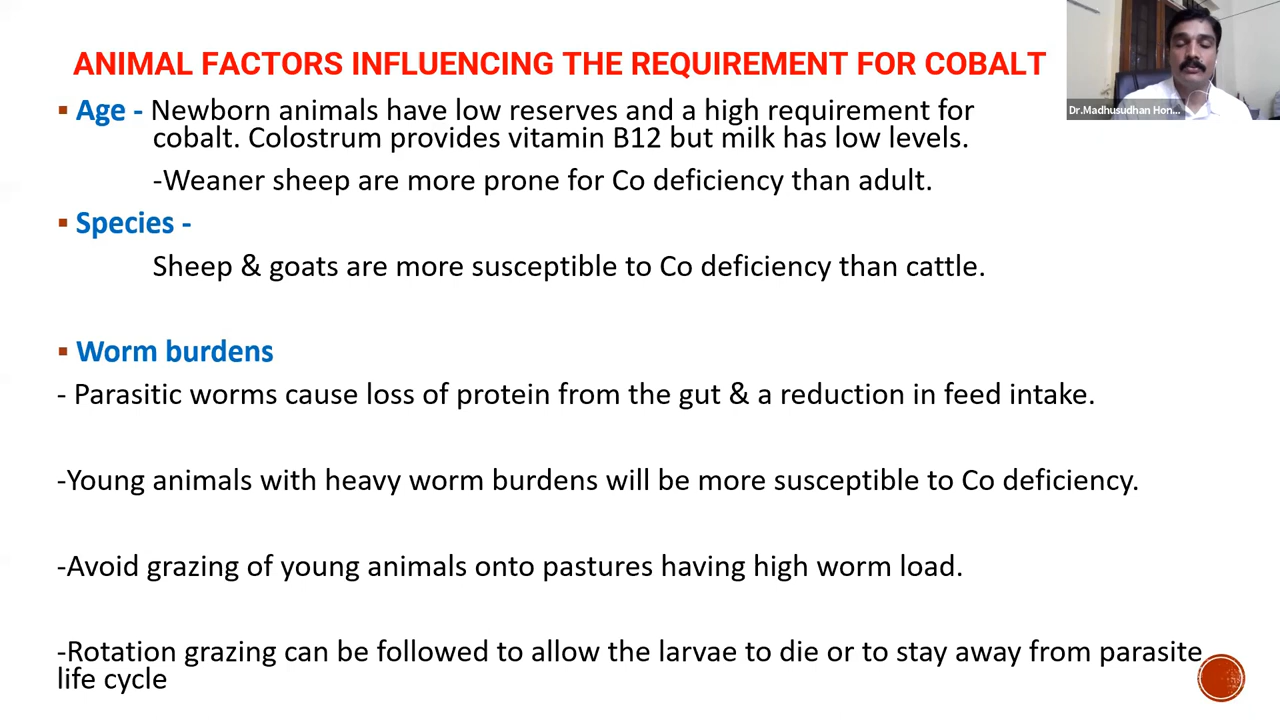 ANIMAL FACTORS INFLUENCING THE REQUIREMENT FOR COBALT
Dr.Madhusudhan Hon...
▪ Age - Newborn animals have low reserves and a high requirement for
cobalt. Colostrum provides vitamin B12 but milk has low levels.
-Weaner sheep are more prone for Co deficiency than adult.
▪ Species -
Sheep & goats are more susceptible to Co deficiency than cattle.
▪ Worm burdens
- Parasitic worms cause loss of protein from the gut & a reduction in feed intake.
-Young animals with heavy worm burdens will be more susceptible to Co deficiency.
-Avoid grazing of young animals onto pastures having high worm load.
-Rotation grazing can be followed to allow the larvae to die or to stay away from parasite
life cycle